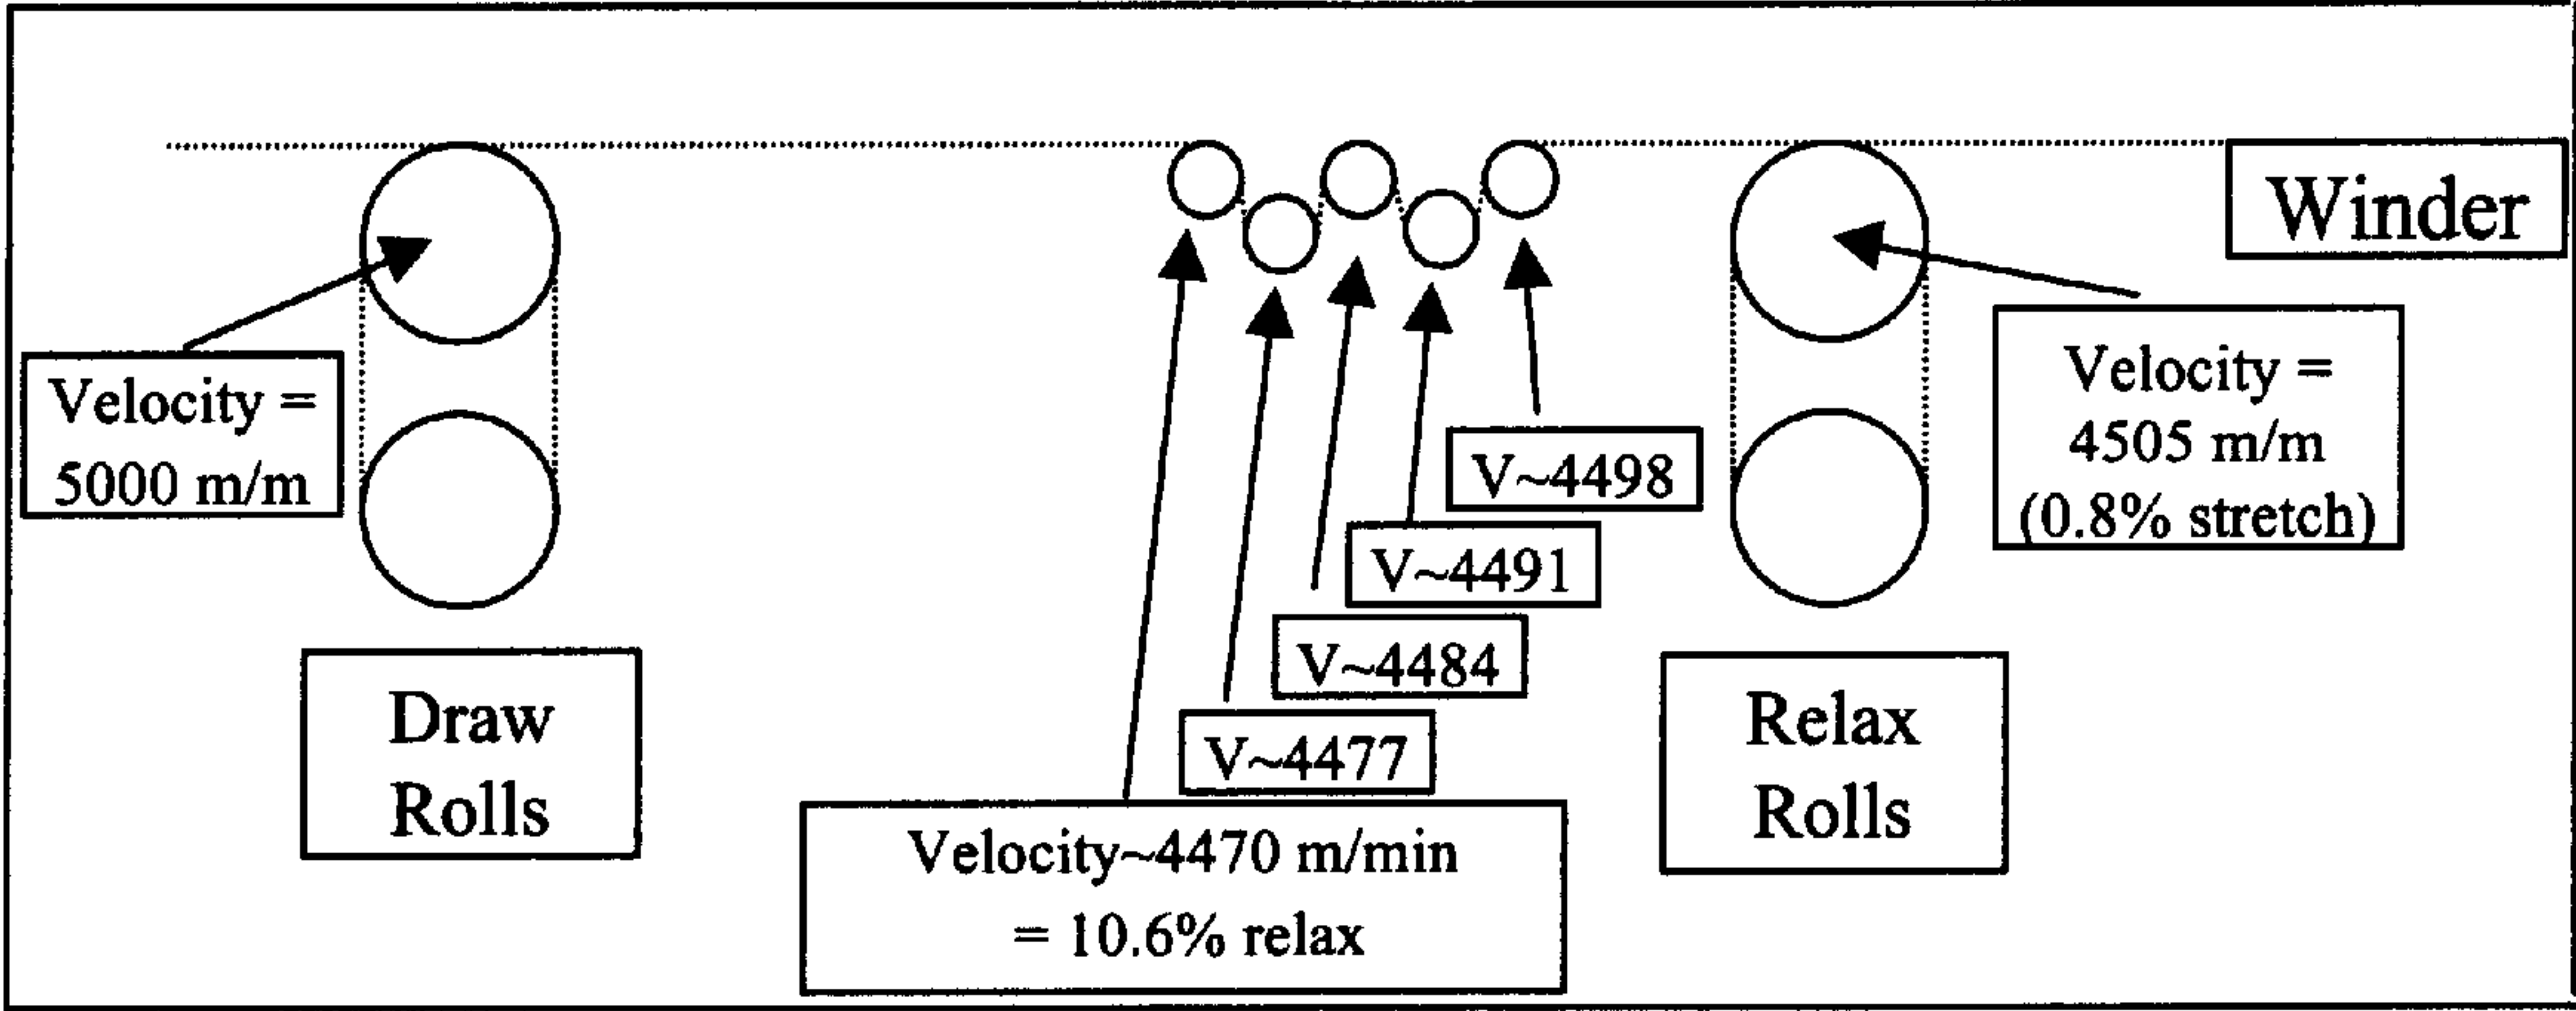 Winder
Velocity =
5000 m/m
Velocity =
4505 m/m
(0.8% stretch)
V~4498
V~4491
V~4484
V~4477
Velocity~4470 m/min
= 10.6% relax
Draw
Rolls
Relax
Rolls